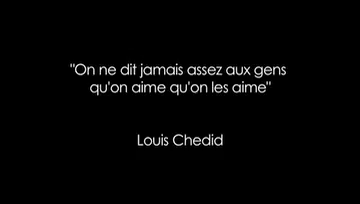 "On ne dit jamais assez aux gens
qu'on aime qu'on les aime"
Louis Chedid